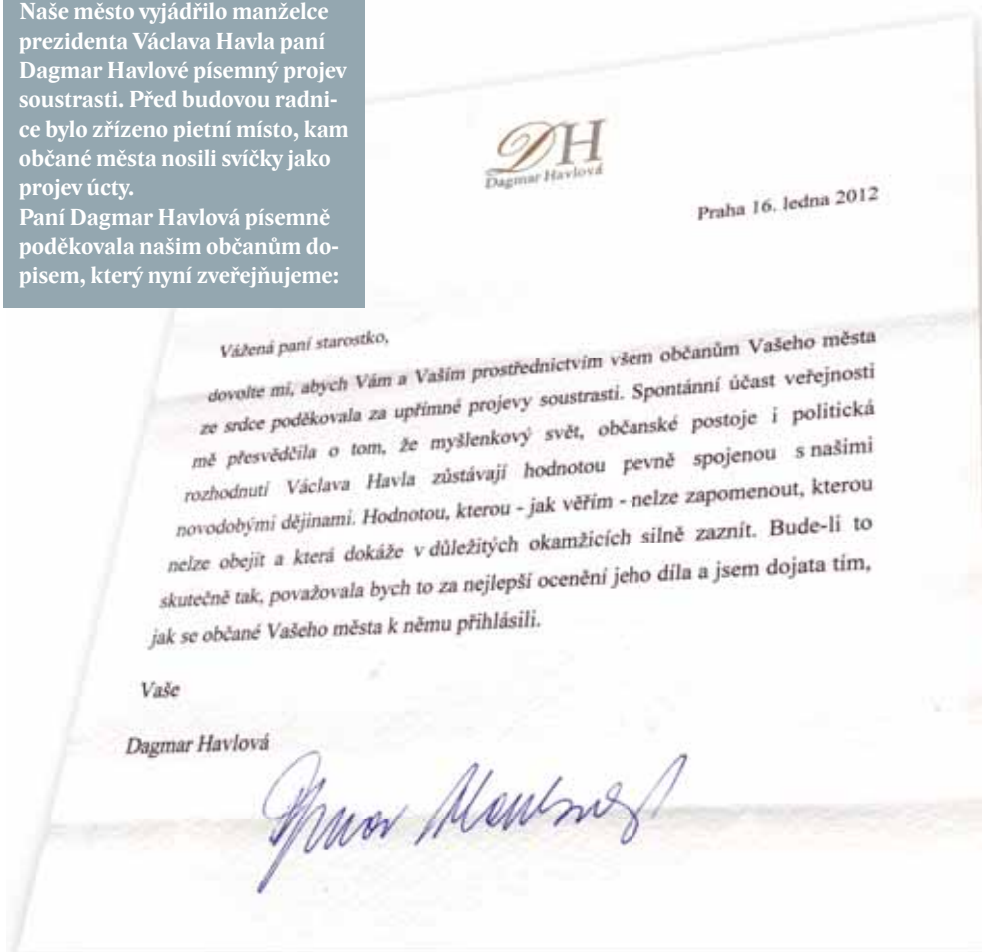 Naše město vyjádřilo manželce
prezidenta Václava Havla paní
Dagmar Havlové písemný projev
soustrasti. Před budovou radni-
ce bylo zřízeno pietní místo, kam
občané města nosili svíčky jako
projev úcty.
Paní Dagmar Havlová písemně
poděkovala našim občanům do-
pisem, který nyní zveřejňujeme:
DH
Dagmar Havlová
Praha 16. ledna 2012
Vážená paní starostko,
dovolte mi, abych Vám a Vaším prostřednictvím všem občanům Vašeho města
ze srdce poděkovala za upřímné projevy soustrasti. Spontánní účast veřejnosti
mě přesvědčila o tom, že myšlenkový svět, občanské postoje i politická
rozhodnutí Václava Havla zůstávají hodnotou pevně spojenou s našimi
novodobými dějinami. Hodnotou, kterou - jak věřím - nelze zapomenout, kterou
nelze obejít a která dokáže v důležitých okamžicích silně zaznít. Bude-li to
skutečně tak, považovala bych to za nejlepší ocenění jeho díla a jsem dojata tím,
jak se občané Vašeho města k němu přihlásili.
Vaše
Dagmar Havlová